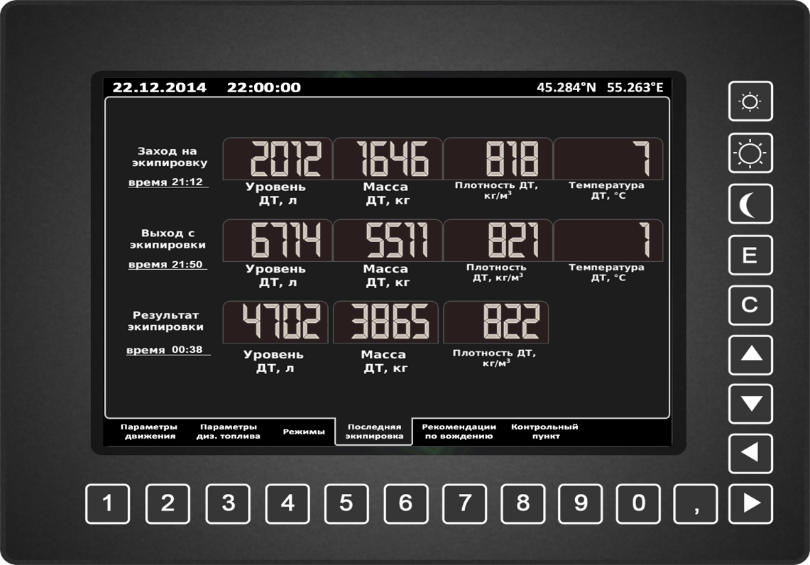 22.12.2014 22:00:00 45.284°N 55.263°E
Заход на
экипировку
время 21:12
2012 1646 818 7
Уровень
ДТ, л
Масса
ДТ, кг
Плотность ДТ,
кг/м³
Температура
ДТ, °С
Выход с
экипировки
время 21:50
6714 5511 821 7
Уровень
ДТ, л
Масса
ДТ, кг
Плотность
ДТ, кг/м³
Температура
ДТ, °С
Результат
экипировки
время 00:38
4702 3865 822
Уровень
ДТ, л
Масса
ДТ, кг
Плотность ДТ,
кг/м³
Параметры
движения
Параметры
диз. топлива
Режимы
Последняя
экипировка
Рекомендации
по вождению
Контрольный
пункт
E
C
1 2 3 4 5 6 7 8 9 0 ,